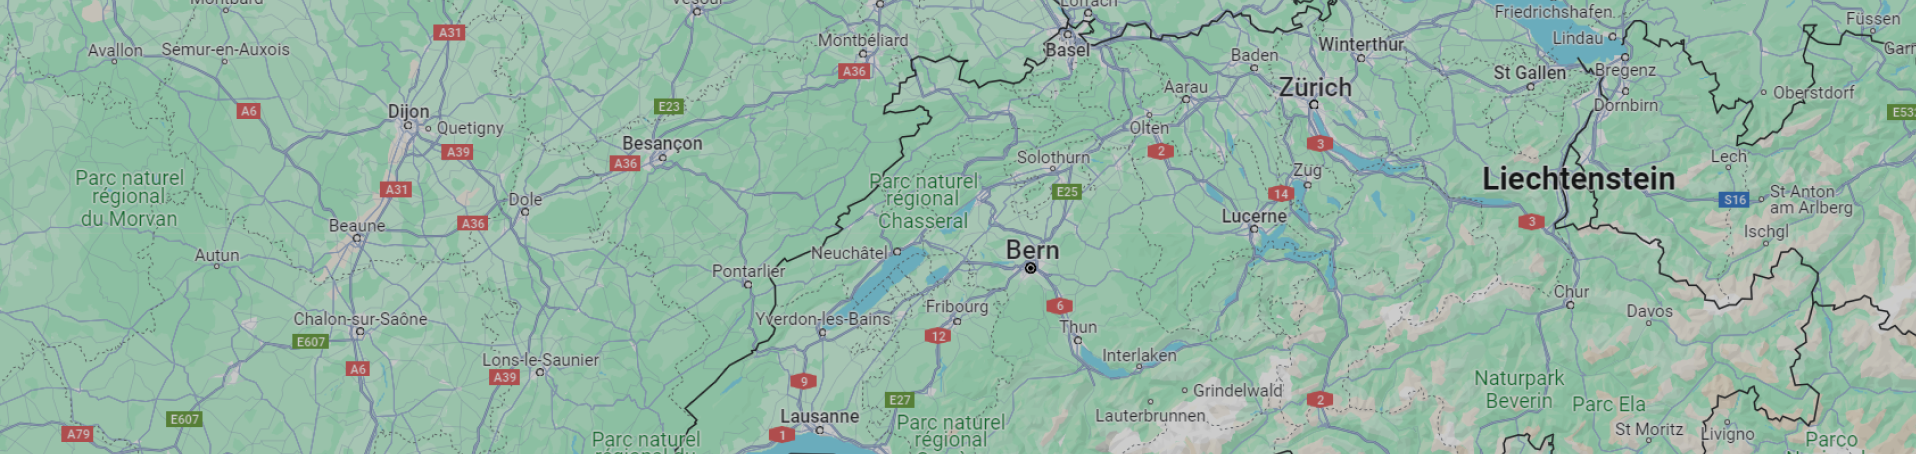 Montbard
Vesoul
Lörrach
Friedrichshafen
Füssen
A31
Avallon
Semur-en-Auxois
Montbéliard
Basel
Baden
Winterthur
Lindau
A36
St Gallen
Bregenz
Zürich
Aarau
Oberstdorf
A6
Dijon
E23
Dornbirn
Quetigny
Olten
Besançon
A39
A36
2
3
Solothurn
Lech
Parc naturel
régional
du Morvan
A31
Zug
Liechtenstein
Parc naturel
régional
Chasseral
E25
14
S16
St Anton
am Arlberg
Dole
Beaune
A36
Lucerne
3
Ischgl
Autun
Neuchâtel
Bern
Pontarlier
Chur
Chalon-sur-Saône
Yverdon-les-Bains
Fribourg
6
Davos
E607
12
Thun
A6
Lons-le-Saunier
A39
Interlaken
9
Grindelwald
Naturpark
Beverin
Parc Ela
E607
E27
2
Lausanne
Lauterbrunnen
A79
1
Parc naturel
Parc naturel
régional
St Moritz
Livigno
Parco